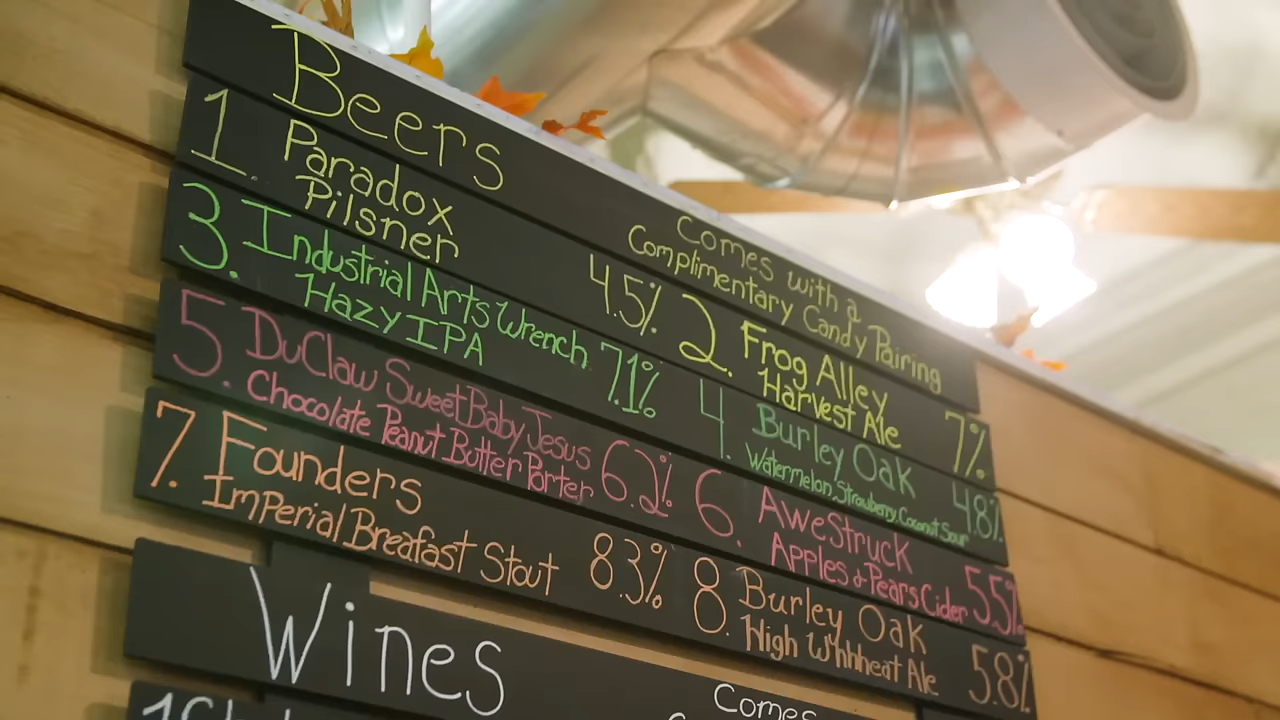 Beers
Comes with a
Complimentary Candy Pairing
1. Paradox
Pilsner
4.5%
2. Frog Alley
Harvest Ale
7%
3. Industrial Arts Wrench
Hazy IPA
7.1%
4. Burley Oak
Watermelon, Strawberry, Coconut Sour
4.8%
5. DuClaw Sweet Baby Jesus
Chocolate Peanut Butter Porter
6.2%
6. AweStruck
Apples & Pears Cider
5.5%
7. Founders
Imperial Breafast Stout
8.3%
8. Burley Oak
High Whhheat Ale
5.8%
Wines
Comes